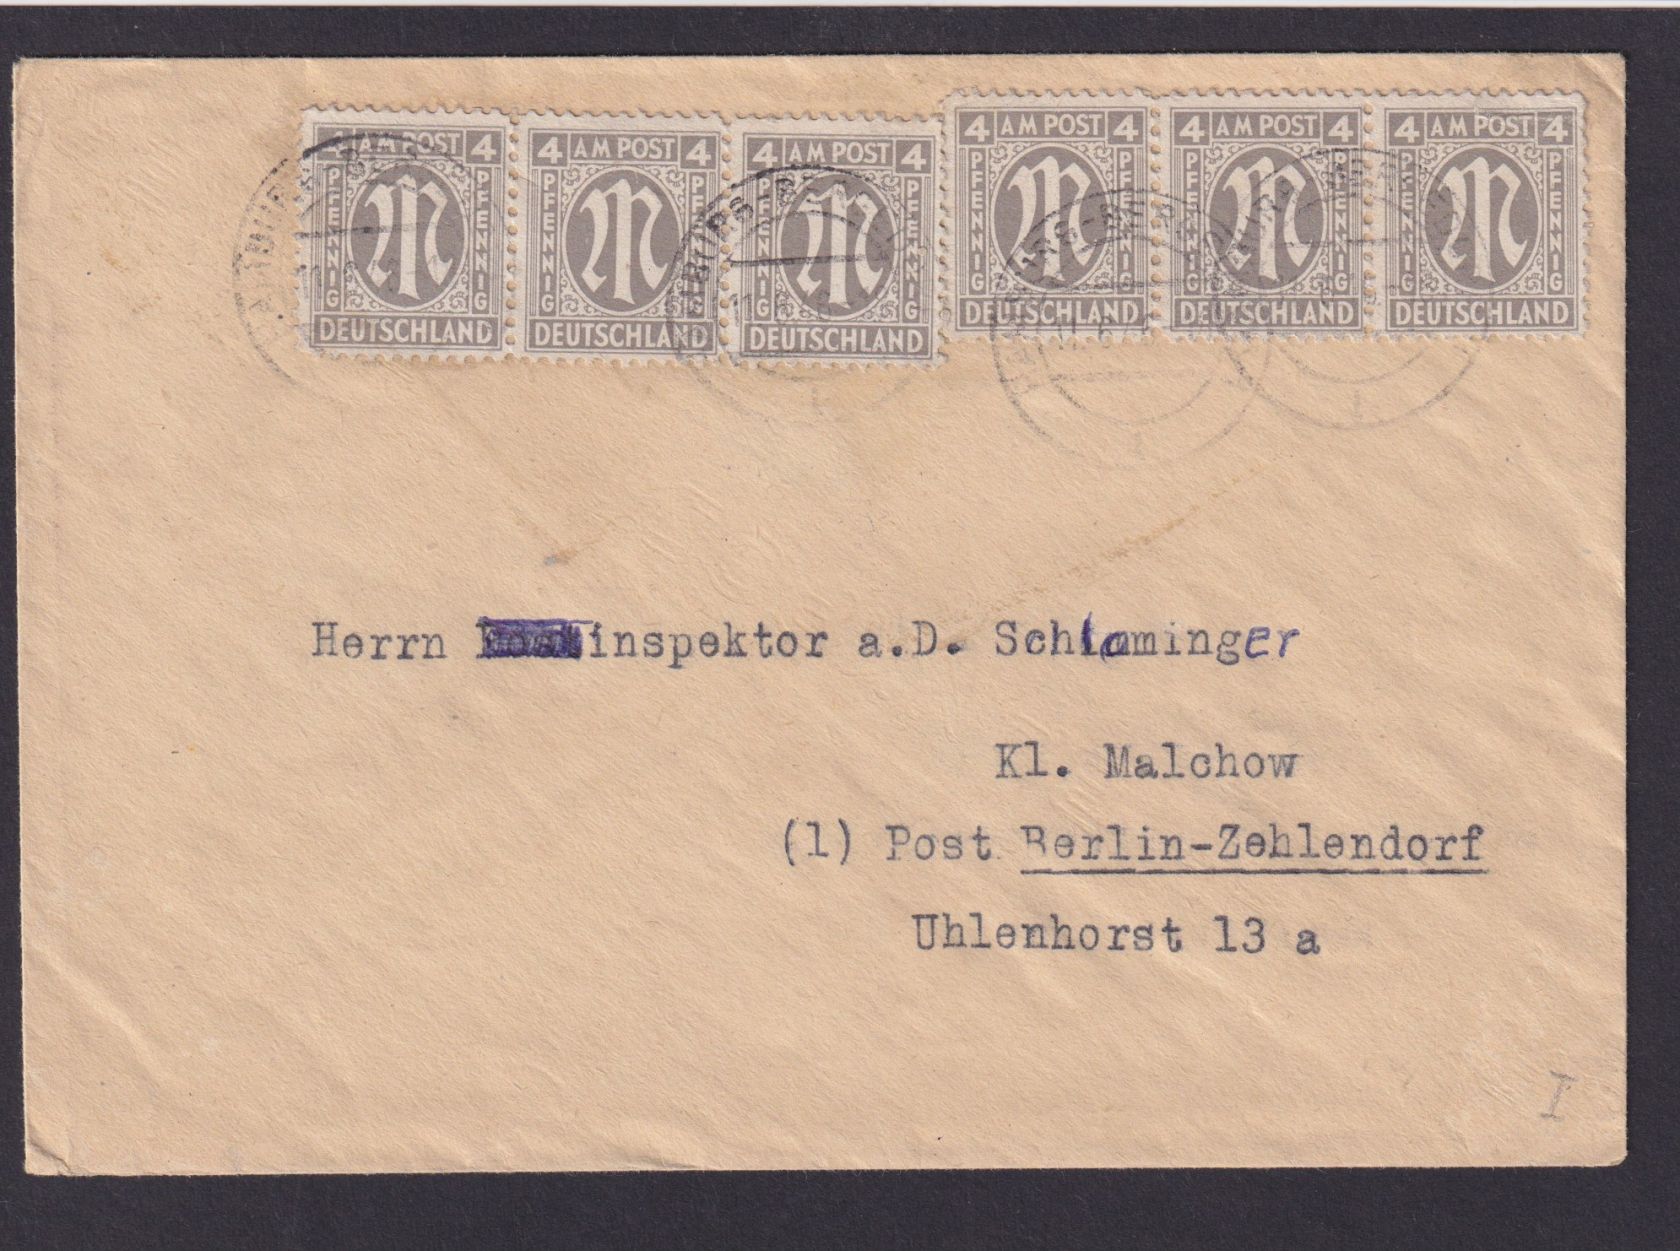 4 AM POST 4 4 AM POST 4 4 AM POST 4 4 AM POST 4 4 AM POST 4 4 AM POST 4
PFENNIG M PFENNIG PFENNIG M PFENNIG PFENNIG M PFENNIG PFENNIG M PFENNIG PFENNIG M PFENNIG PFENNIG M PFENNIG
DEUTSCHLAND DEUTSCHLAND DEUTSCHLAND DEUTSCHLAND DEUTSCHLAND DEUTSCHLAND
Herrn inspektor a.D. Schlaminger
Kl. Malchow
(1) Post Berlin-Zehlendorf
Uhlenhorst 13 a
I